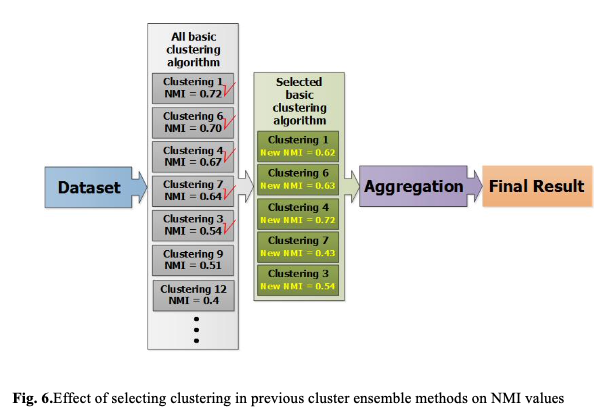 All basic
clustering
algorithm
Clustering 1
NMI = 0.72
Clustering 6
NMI = 0.70
Clustering 4
NMI = 0.67
Clustering 7
NMI = 0.64
Clustering 3
NMI = 0.54
Clustering 9
NMI = 0.51
Clustering 12
NMI = 0.4
Selected
basic
clustering
algorithm
Clustering 1
New NMI = 0.62
Clustering 6
New NMI = 0.63
Clustering 4
New NMI = 0.72
Clustering 7
New NMI = 0.43
Clustering 3
New NMI = 0.54
Dataset
Aggregation
Final Result
Fig. 6.Effect of selecting clustering in previous cluster ensemble methods on NMI values